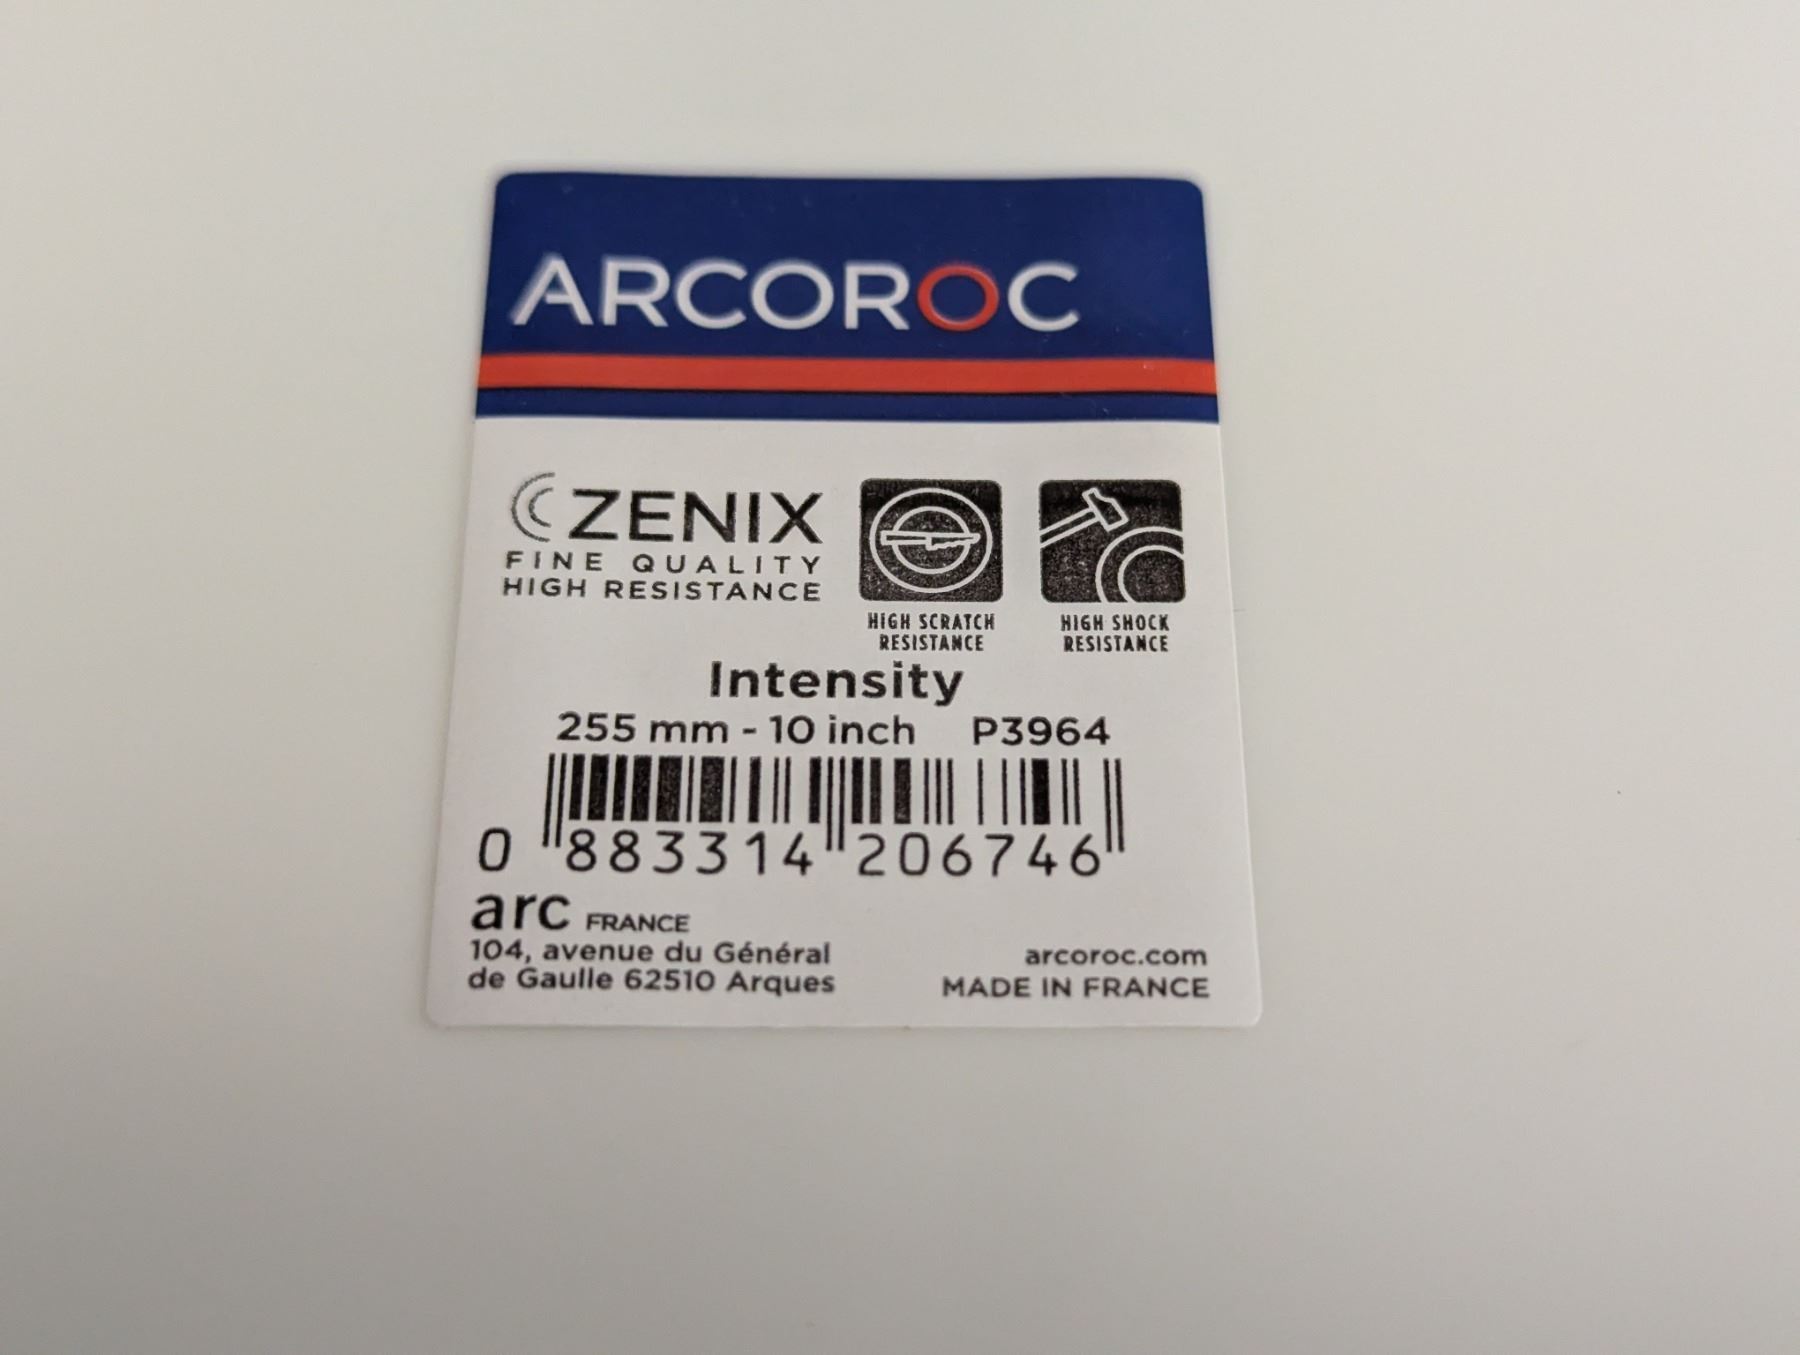 ARCOROC
ZENIX
FINE QUALITY
HIGH RESISTANCE
HIGH SCRATCH
RESISTANCE
HIGH SHOCK
RESISTANCE
Intensity
255 mm - 10 inch P3964
0 883314 206746
arc FRANCE
104, avenue du Général
de Gaulle 62510 Arques
arcoroc.com
MADE IN FRANCE